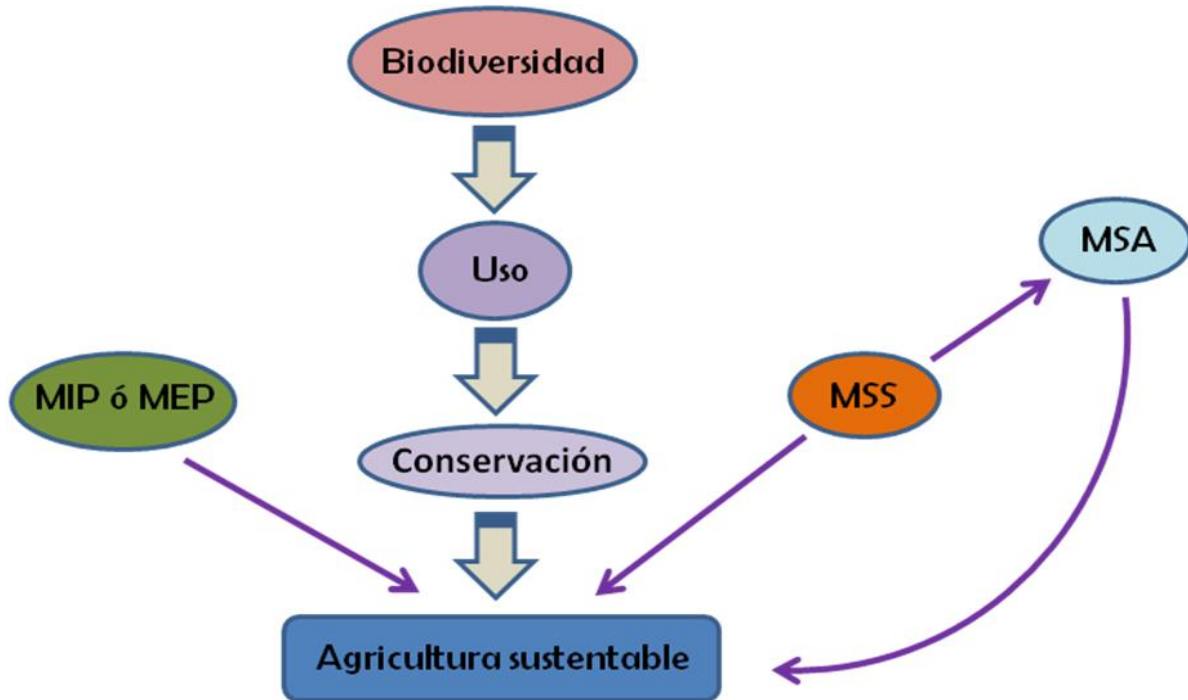 Biodiversidad
Uso
MSA
MIP ó MEP
MSS
Conservación
Agricultura sustentable